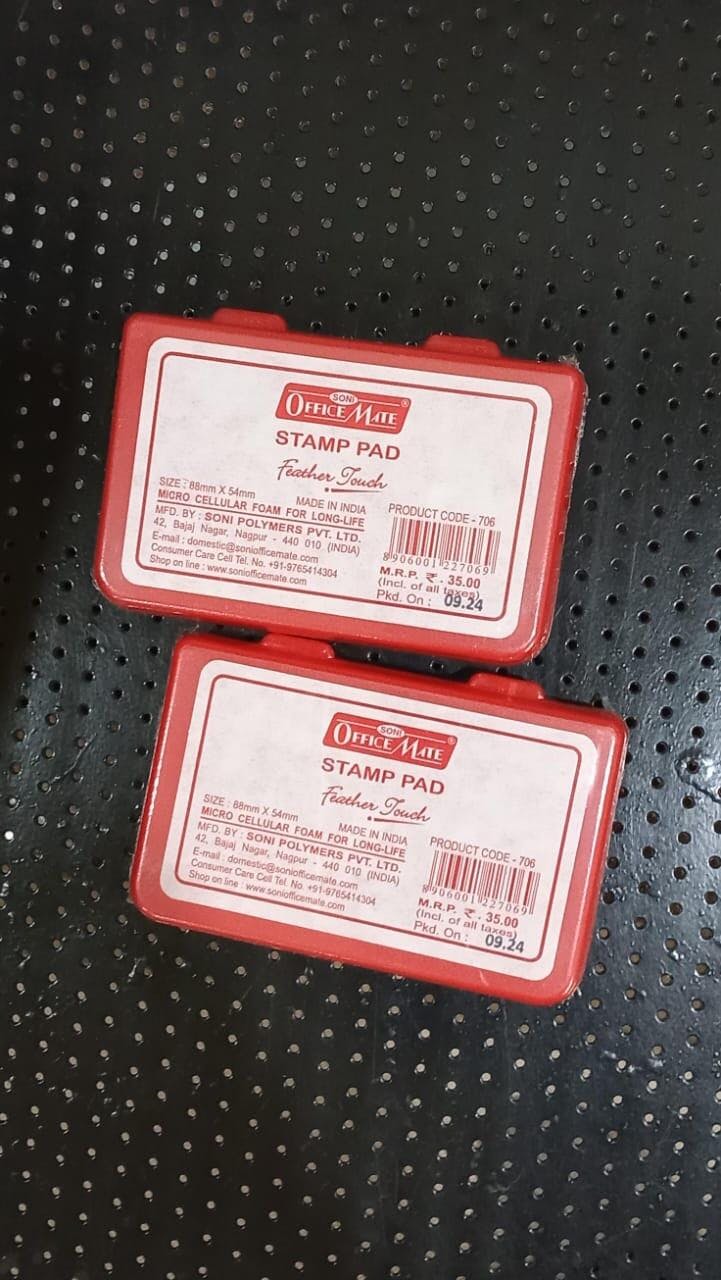 SONI
OFFICE MATE®
STAMP PAD
Feather Touch
SIZE : 88mm X 54mm
MADE IN INDIA
MICRO CELLULAR FOAM FOR LONG-LIFE
MFD. BY : SONI POLYMERS PVT. LTD.
42, Bajaj Nagar, Nagpur - 440 010 (INDIA)
E-mail : domestic@soniofficemate.com
Consumer Care Cell Tel. No. +91-9765414304
Shop on line : www.soniofficemate.com
PRODUCT CODE - 706
8906001227069
M.R.P. ₹ . 35.00
(Incl. of all taxes)
Pkd. On : 09.24
SONI
OFFICE MATE®
STAMP PAD
Feather Touch
SIZE : 88mm X 54mm
MADE IN INDIA
MICRO CELLULAR FOAM FOR LONG-LIFE
MFD. BY : SONI POLYMERS PVT. LTD.
42, Bajaj Nagar, Nagpur - 440 010 (INDIA)
E-mail : domestic@soniofficemate.com
Consumer Care Cell Tel. No. +91-9765414304
Shop on line : www.soniofficemate.com
PRODUCT CODE - 706
8906001227069
M.R.P. ₹ . 35.00
(Incl. of all taxes)
Pkd. On : 09.24